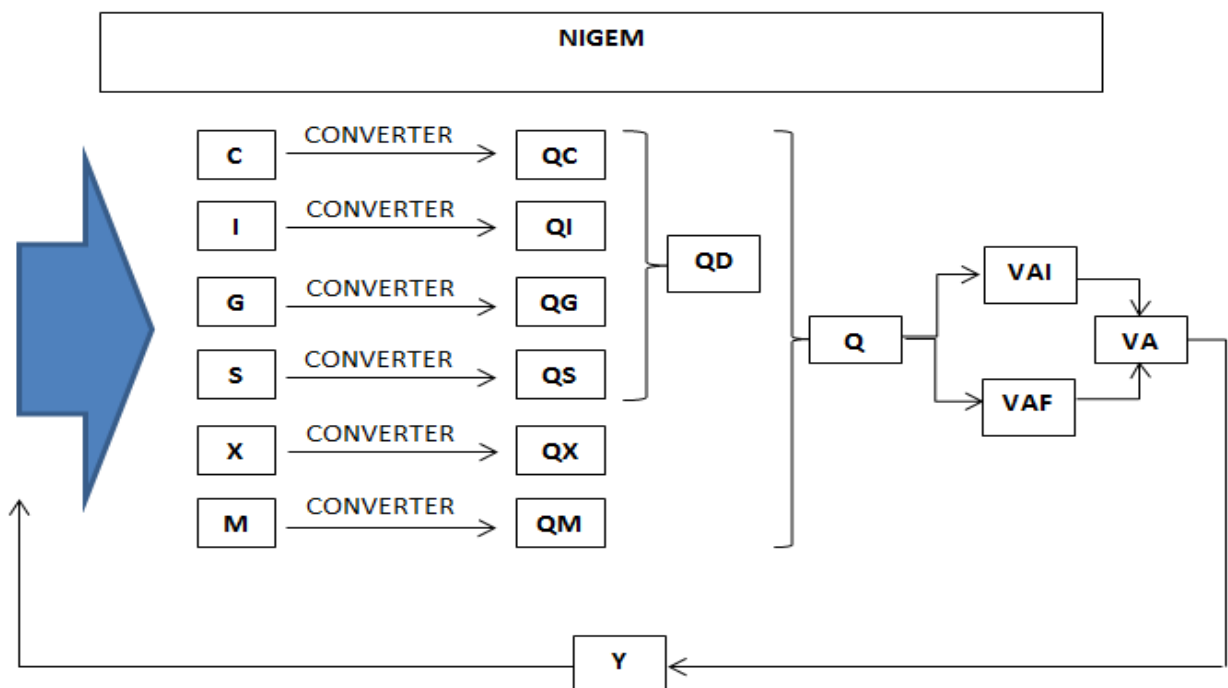 NIGEM
C CONVERTER QC
I CONVERTER QI
QD
G CONVERTER QG
S CONVERTER QS
X CONVERTER QX
M CONVERTER QM
Q
VAI
VA
VAF
Y